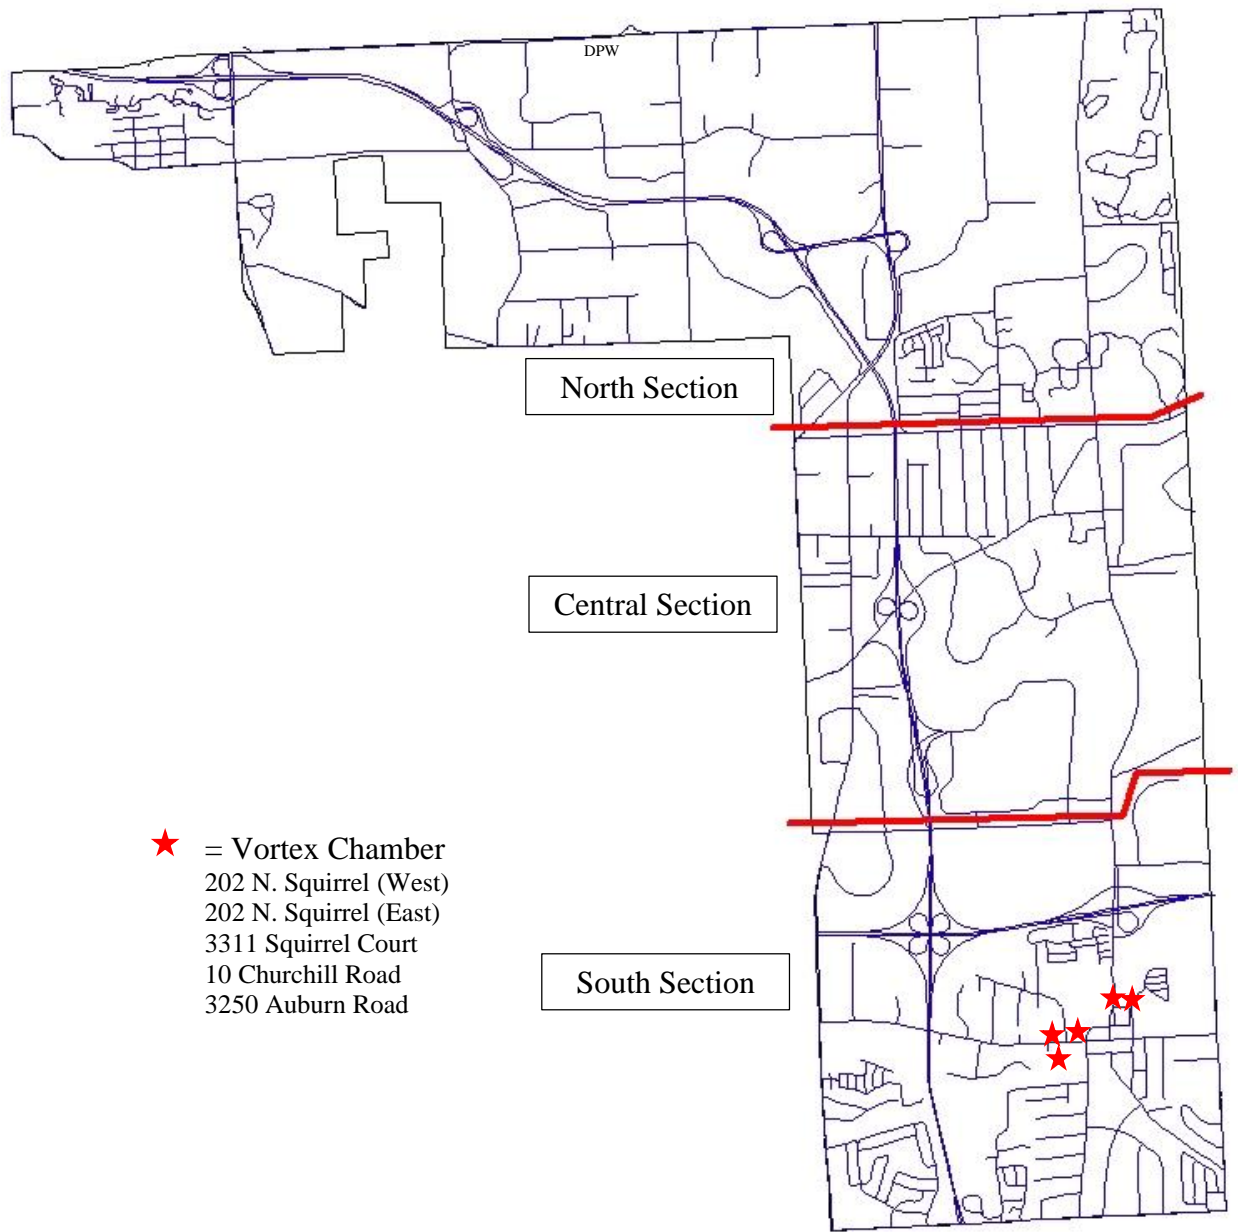 DPW
North Section
Central Section
= Vortex Chamber
202 N. Squirrel (West)
202 N. Squirrel (East)
3311 Squirrel Court
10 Churchill Road
3250 Auburn Road
South Section